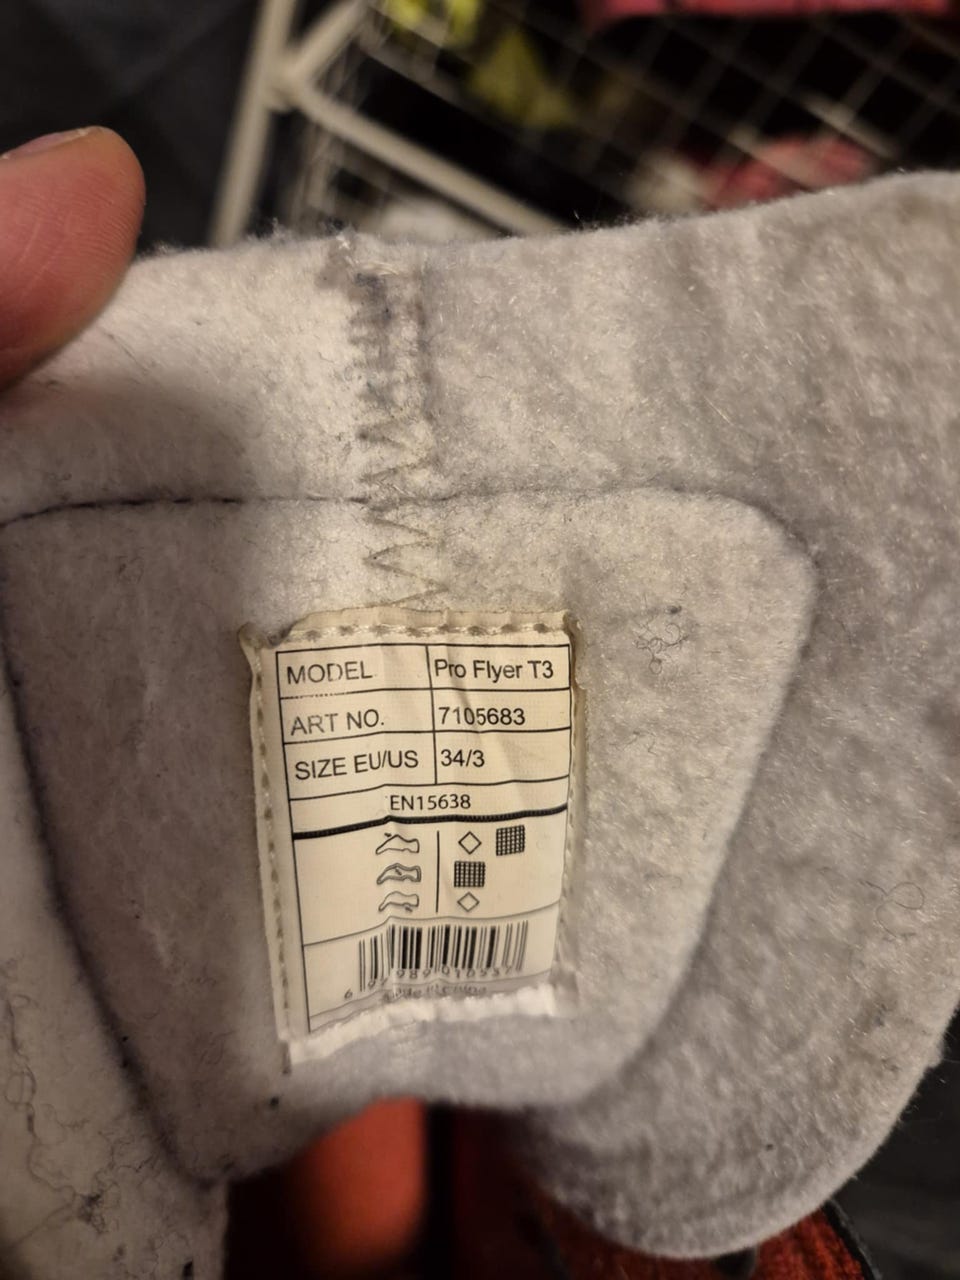 MODEL Pro Flyer T3
ART NO. 7105683
SIZE EU/US 34/3
EN15638